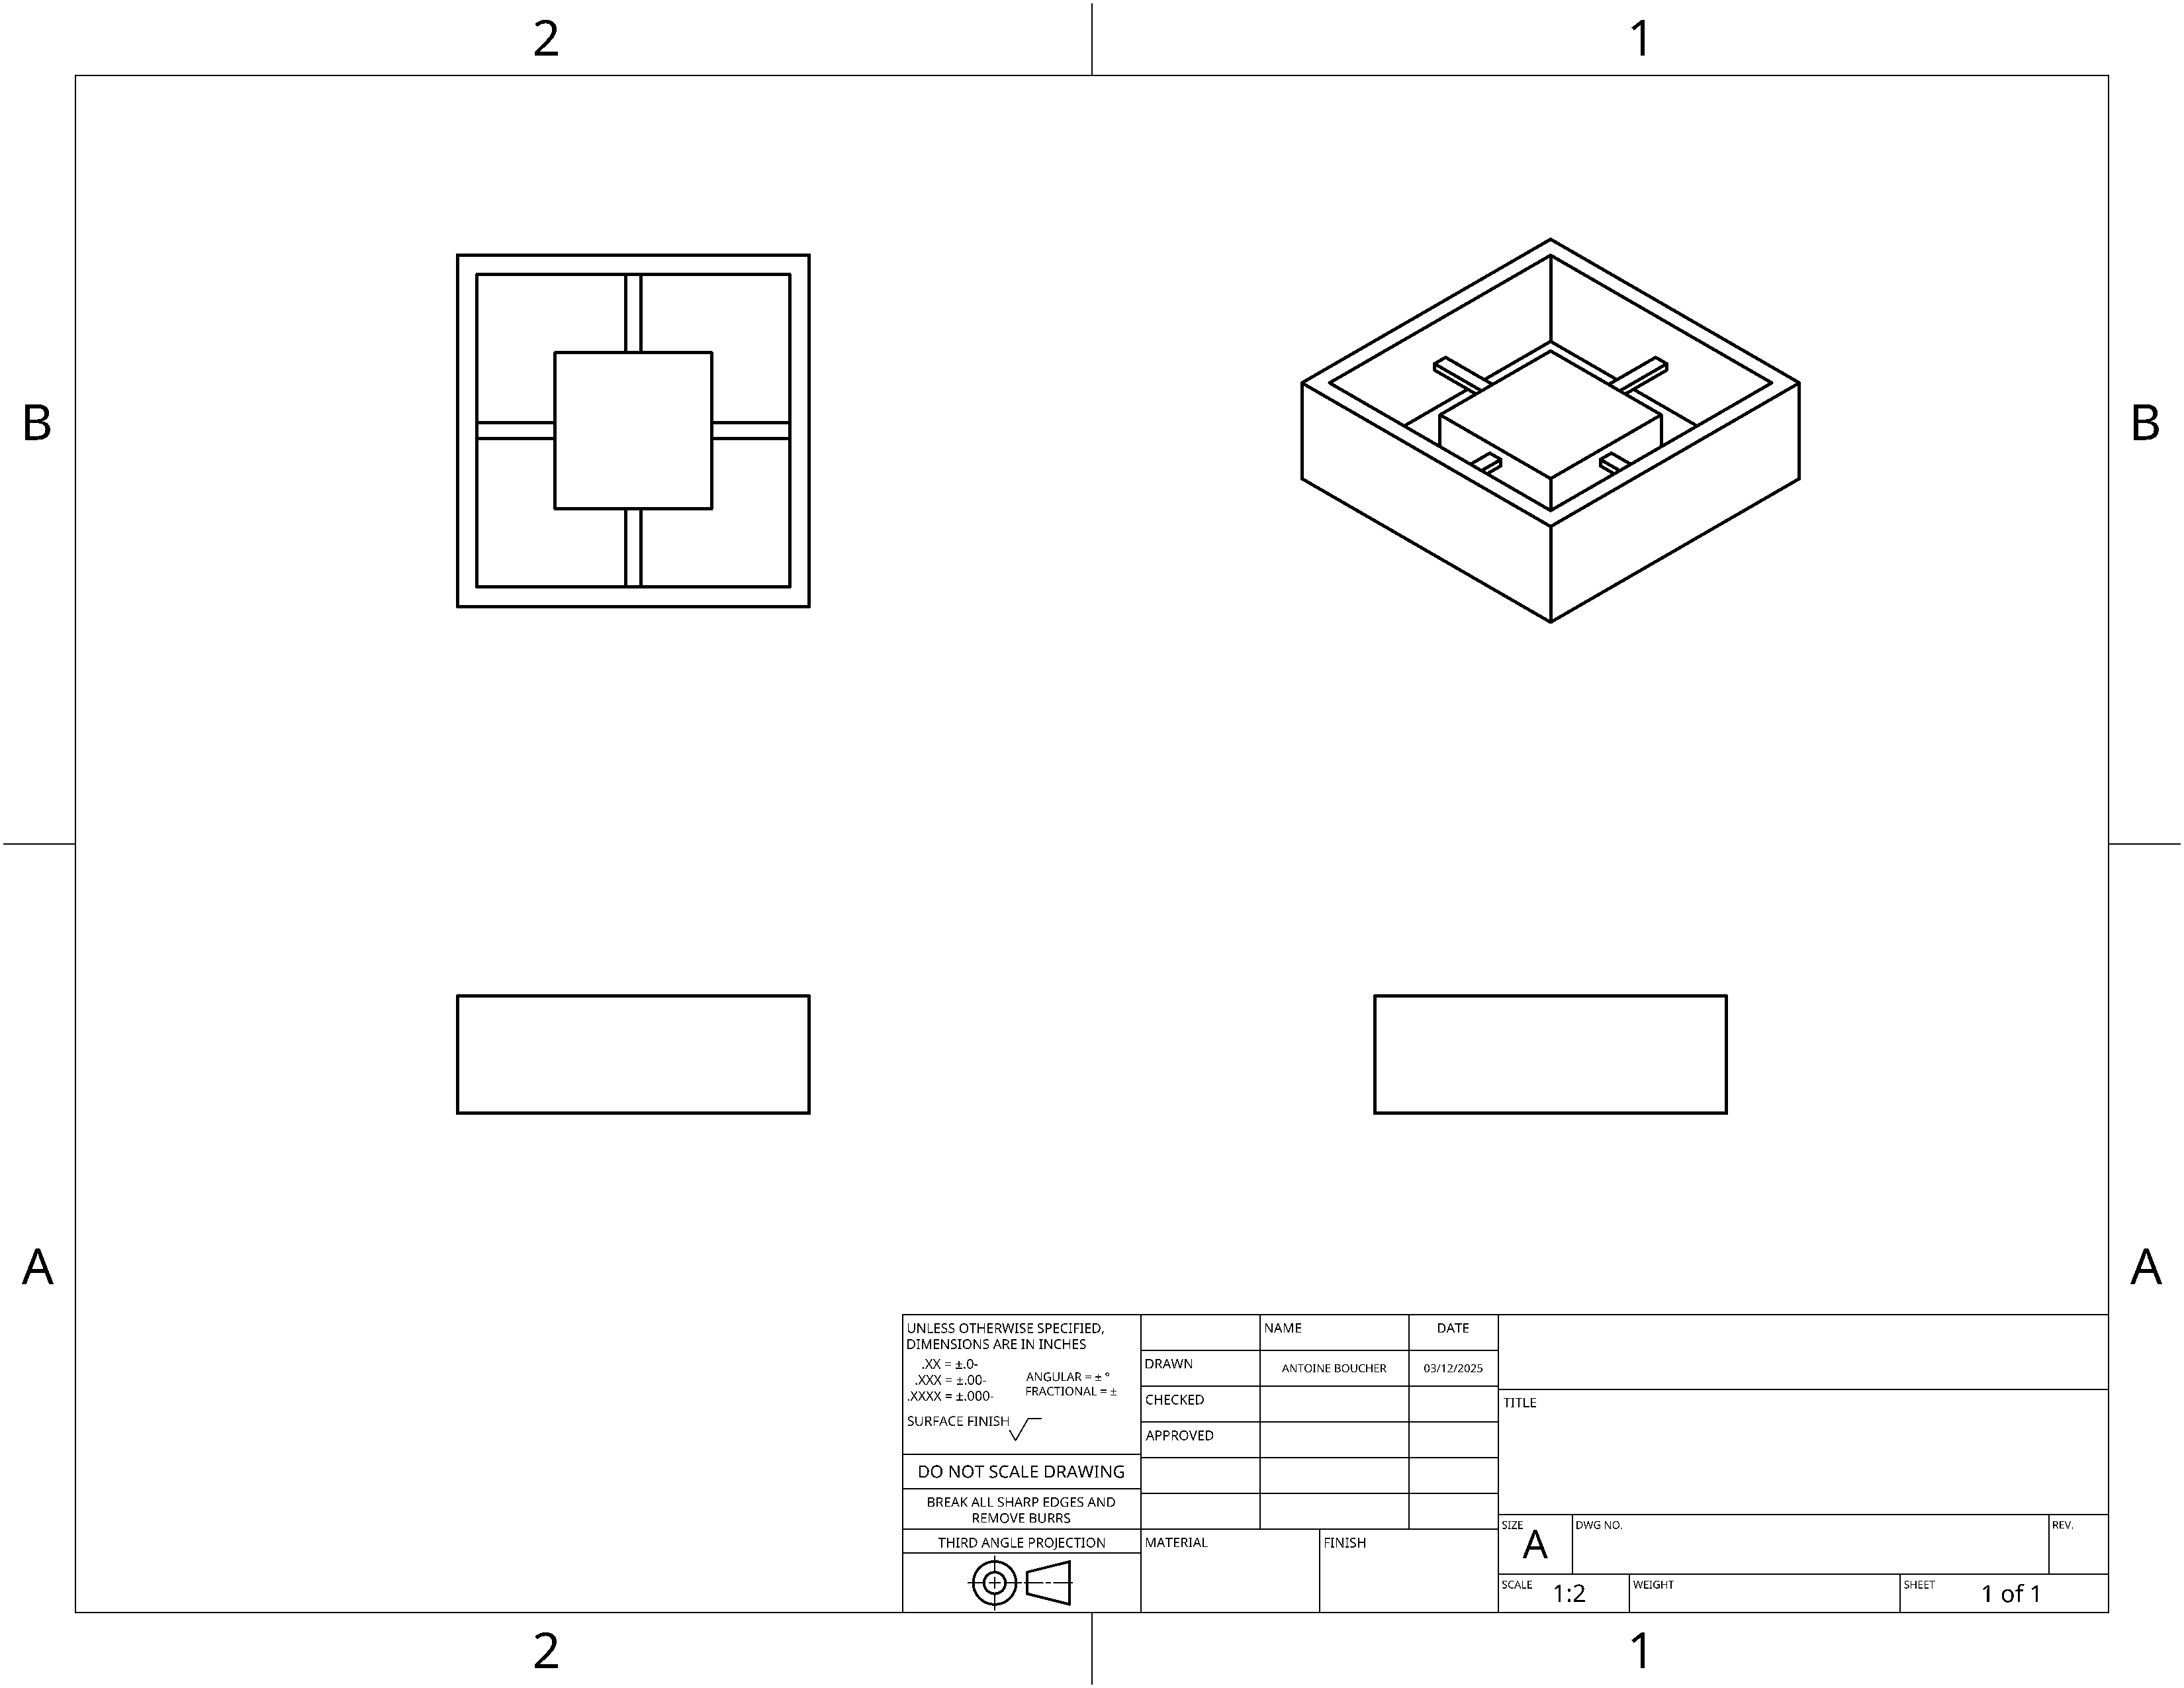 2 1
B B
A A
UNLESS OTHERWISE SPECIFIED,
DIMENSIONS ARE IN INCHES
.XX = ±.0-
.XXX = ±.00-
.XXXX = ±.000-
ANGULAR = ± °
FRACTIONAL = ±
SURFACE FINISH
DO NOT SCALE DRAWING
BREAK ALL SHARP EDGES AND
REMOVE BURRS
THIRD ANGLE PROJECTION
NAME DATE
DRAWN ANTOINE BOUCHER 03/12/2025
CHECKED
APPROVED
MATERIAL FINISH
TITLE
SIZE A DWG NO. REV.
SCALE 1:2 WEIGHT SHEET 1 of 1
2 1